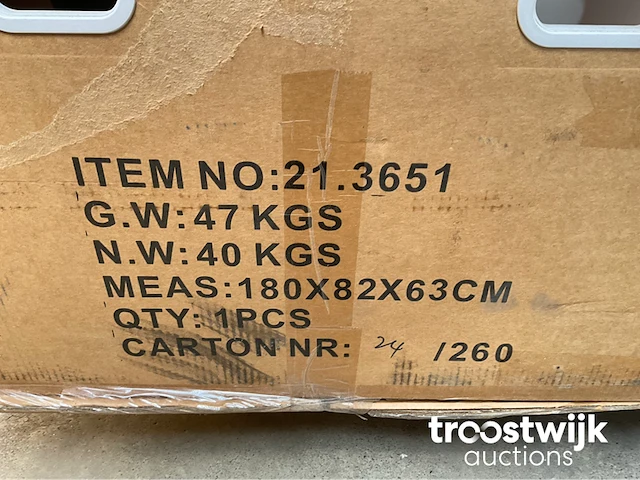 ITEM NO:21.3651
G.W: 47 KGS
N.W: 40 KGS
MEAS:180X82X63CM
QTY: 1PCS
CARTON NR: 24 /260
troostwijk
auctions